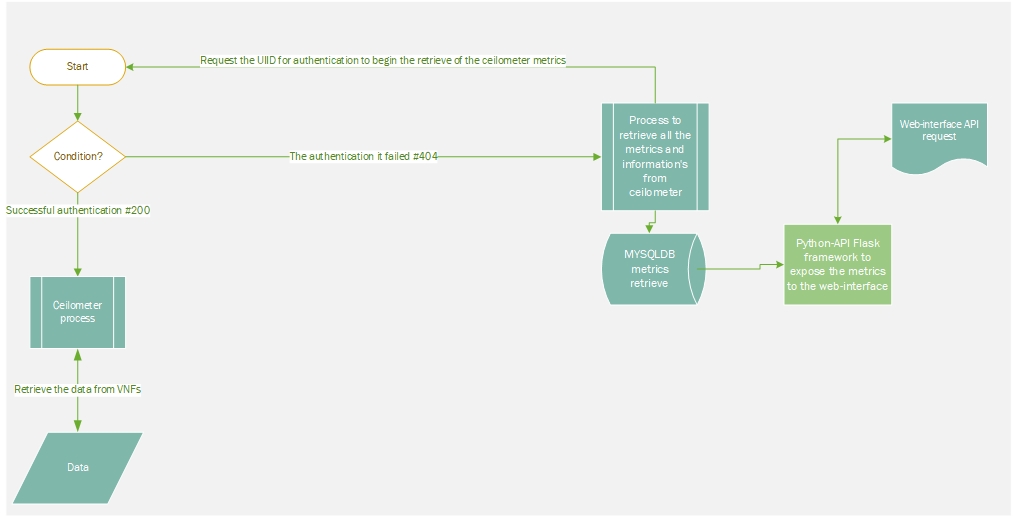 Request the UIID for authentication to begin the retrieve of the ceilometer metrics
Start
Condition?
The authentication it failed #404
Process to
retrieve all the
metrics and
information's
from
ceilometer
Web-interface API
request
Successful authentication #200
MYSQLDB
metrics
retrieve
Python-API Flask
framework to
expose the metrics
to the web-interface
Ceilometer
process
Retrieve the data from VNFs
Data